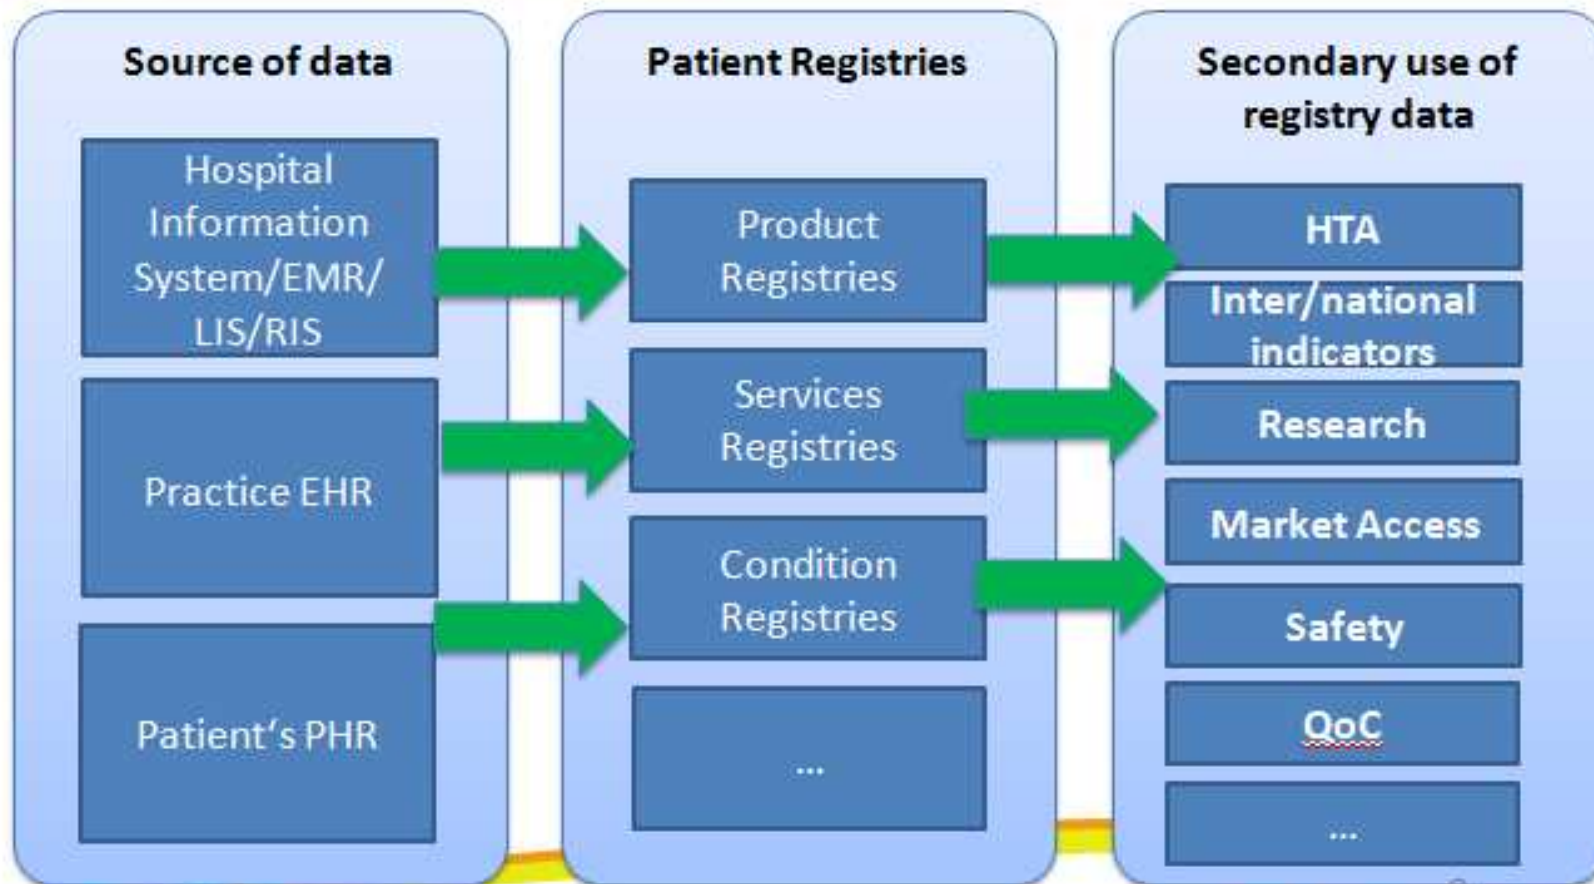 Source of data
Hospital
Information
System/EMR/
LIS/RIS
Practice EHR
Patient‘s PHR
Patient Registries
Product
Registries
Services
Registries
Condition
Registries
...
Secondary use of
registry data
HTA
Inter/national
indicators
Research
Market Access
Safety
QoC
...